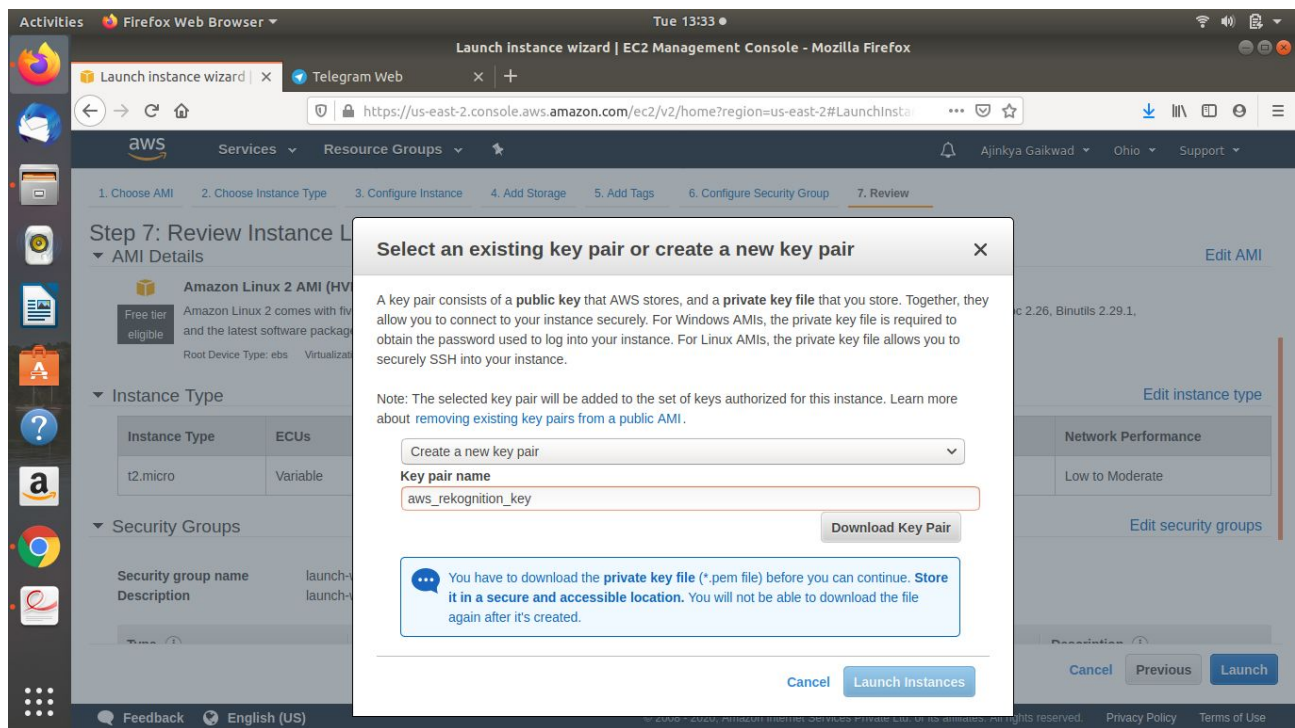 Activities Firefox Web Browser Tue 13:33
Launch instance wizard | EC2 Management Console - Mozilla Firefox
Launch instance wizard | Telegram Web
https://us-east-2.console.aws.amazon.com/ec2/v2/home?region=us-east-2#LaunchInsta
aws Services Resource Groups Ajinkya Gaikwad Ohio Support
1. Choose AMI 2. Choose Instance Type 3. Configure Instance 4. Add Storage 5. Add Tags 6. Configure Security Group 7. Review
Step 7: Review Instance L
AMI Details Edit AMI
Amazon Linux 2 AMI (HV
Free tier eligible
Amazon Linux 2 comes with fiv c 2.26, Binutils 2.29.1,
and the latest software package
Root Device Type: ebs Virtualizati
Instance Type Edit instance type
Instance Type ECUs Network Performance
t2.micro Variable Low to Moderate
Security Groups Edit security groups
Security group name launch-w
Description launch-w
Type Description
Cancel Previous Launch
Select an existing key pair or create a new key pair
A key pair consists of a public key that AWS stores, and a private key file that you store. Together, they
allow you to connect to your instance securely. For Windows AMIs, the private key file is required to
obtain the password used to log into your instance. For Linux AMIs, the private key file allows you to
securely SSH into your instance.
Note: The selected key pair will be added to the set of keys authorized for this instance. Learn more
about removing existing key pairs from a public AMI.
Create a new key pair
Key pair name
aws_rekognition_key
Download Key Pair
You have to download the private key file (*.pem file) before you can continue. Store
it in a secure and accessible location. You will not be able to download the file
again after it's created.
Cancel Launch Instances
Feedback English (US) © 2008 - 2020, Amazon Internet Services Private Ltd. or its affiliates. All rights reserved. Privacy Policy Terms of Use